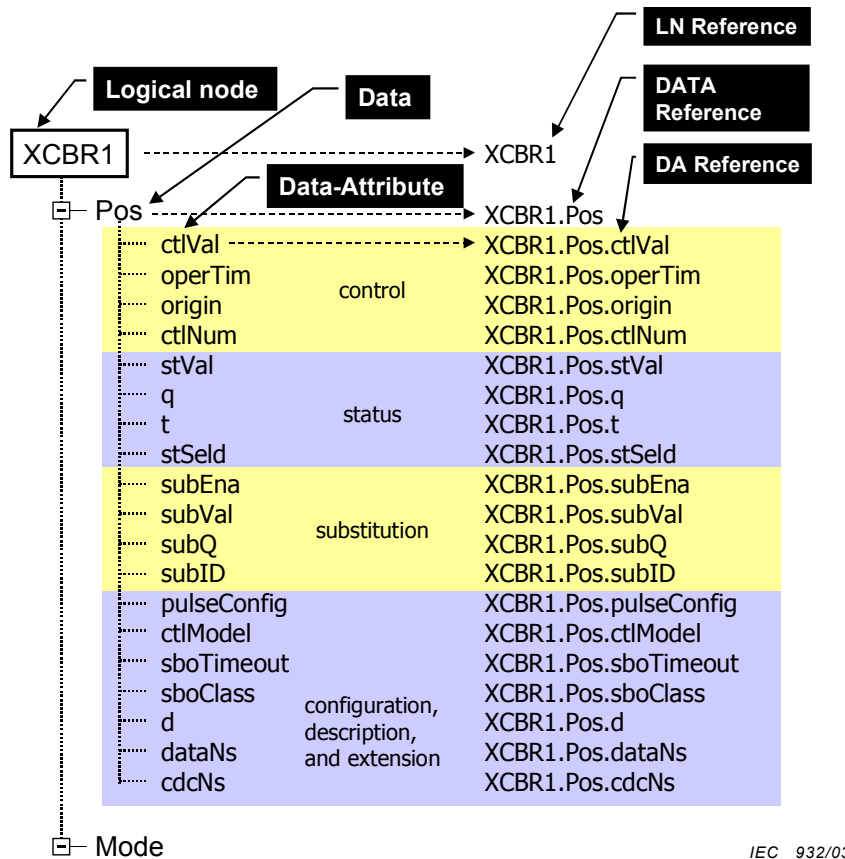 LN Reference
Logical node
Data
DATA
Reference
XCBR1
XCBR1
DA Reference
Data-Attribute
Pos
XCBR1.Pos
ctlVal
XCBR1.Pos.ctlVal
operTim
XCBR1.Pos.operTim
control
origin
XCBR1.Pos.origin
ctlNum
XCBR1.Pos.ctlNum
stVal
XCBR1.Pos.stVal
q
XCBR1.Pos.q
status
t
XCBR1.Pos.t
stSeld
XCBR1.Pos.stSeld
subEna
XCBR1.Pos.subEna
subVal
XCBR1.Pos.subVal
substitution
subQ
XCBR1.Pos.subQ
subID
XCBR1.Pos.subID
pulseConfig
XCBR1.Pos.pulseConfig
ctlModel
XCBR1.Pos.ctlModel
sboTimeout
XCBR1.Pos.sboTimeout
sboClass
XCBR1.Pos.sboClass
configuration,
description,
and extension
d
XCBR1.Pos.d
dataNs
XCBR1.Pos.dataNs
cdcNs
XCBR1.Pos.cdcNs
Mode
IEC 932/03